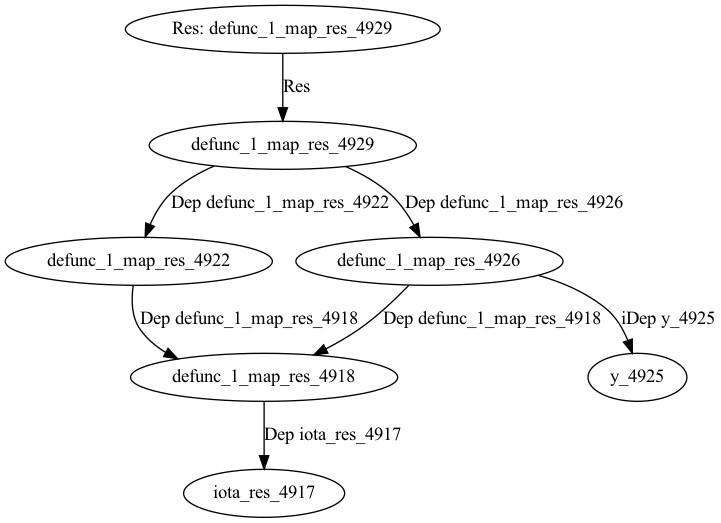 Res: defunc_1_map_res_4929
Res
defunc_1_map_res_4929
Dep defunc_1_map_res_4922
Dep defunc_1_map_res_4926
defunc_1_map_res_4922
defunc_1_map_res_4926
Dep defunc_1_map_res_4918
Dep defunc_1_map_res_4918
iDep y_4925
defunc_1_map_res_4918
y_4925
Dep iota_res_4917
iota_res_4917